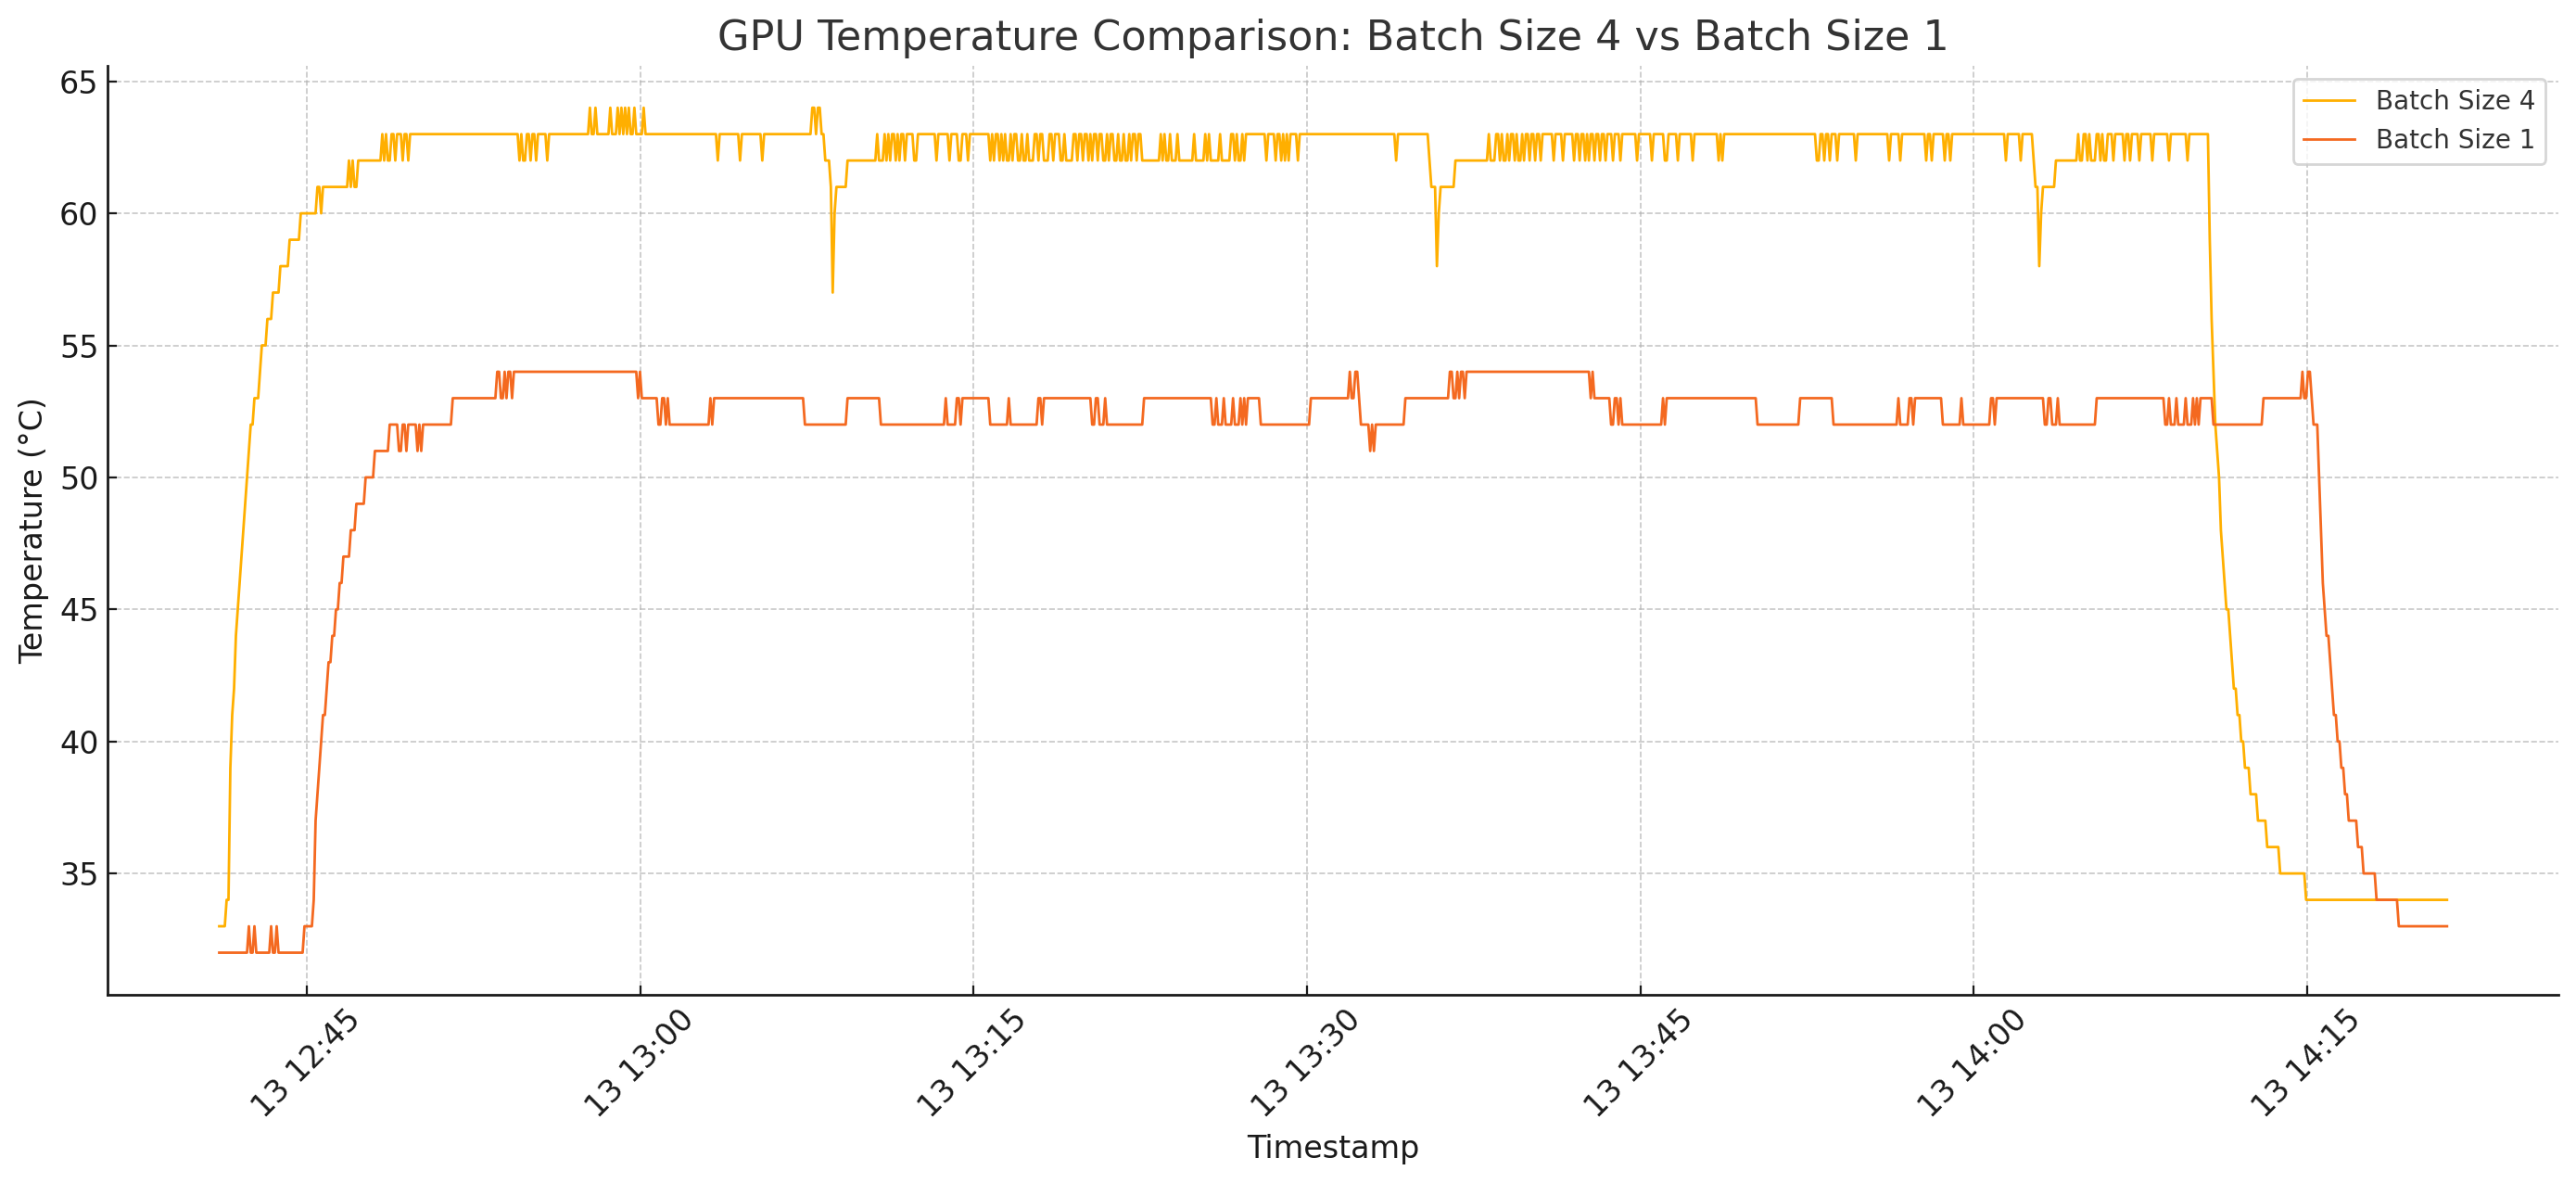 GPU Temperature Comparison: Batch Size 4 vs Batch Size 1
Batch Size 4
Batch Size 1
Temperature (°C)
65
60
55
50
45
40
35
13 12:45
13 13:00
13 13:15
13 13:30
13 13:45
13 14:00
13 14:15
Timestamp